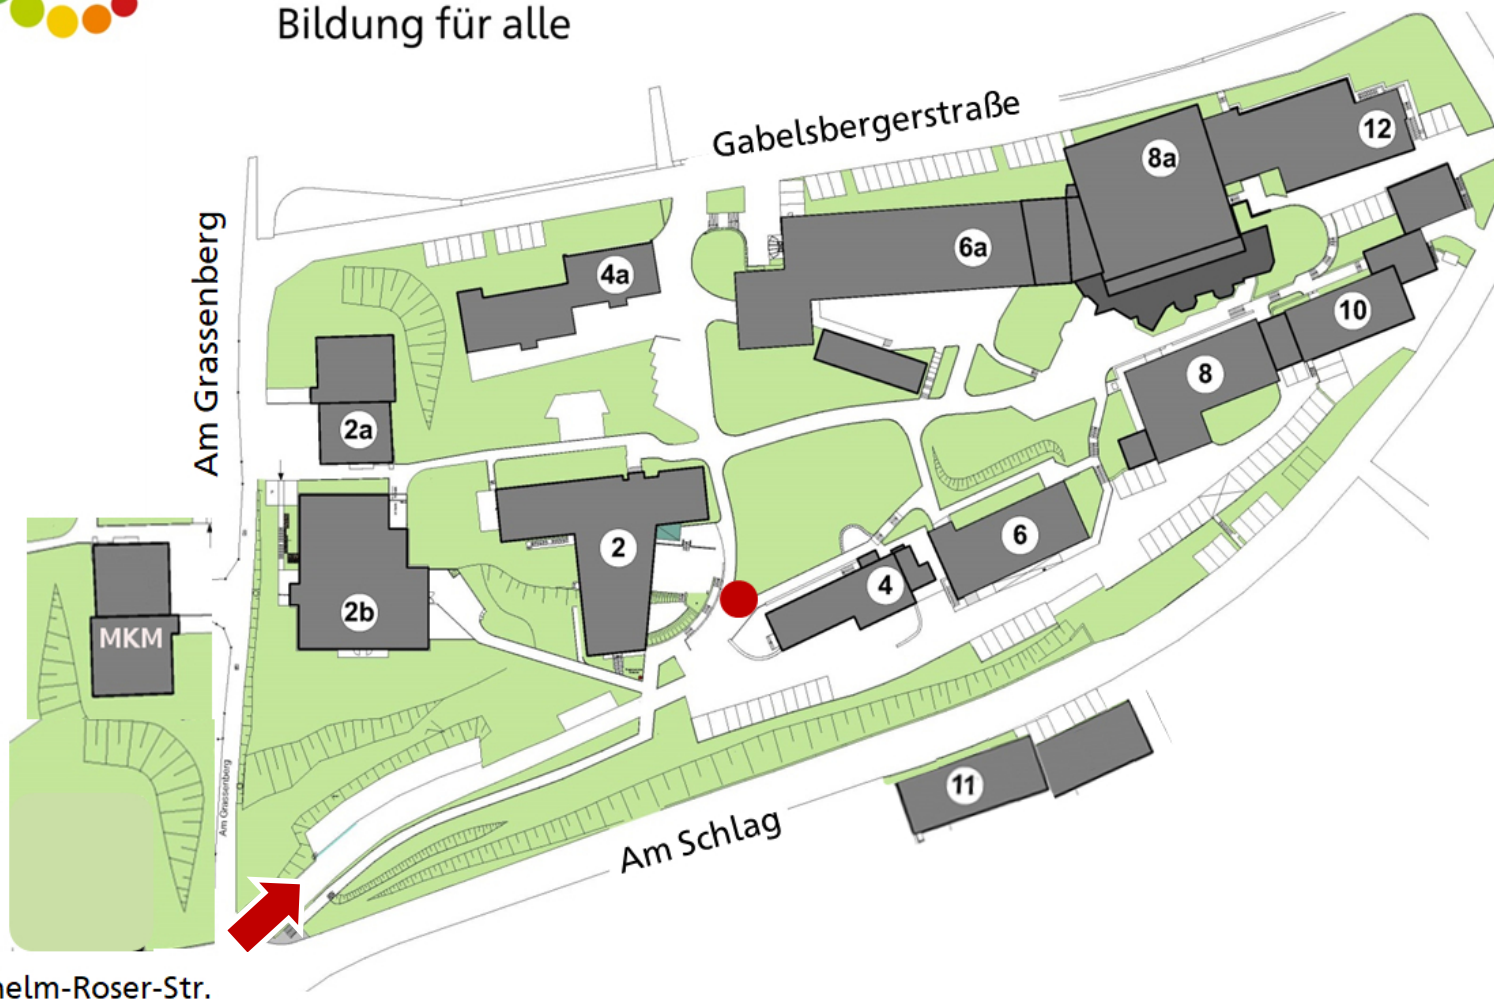 Bildung für alle
Gabelsbergerstraße
12
8a
6a
4a
10
8
Am Grassenberg
2a
6
2
4
2b
MKM
11
Am Grassenberg
Am Schlag
helm-Roser-Str.